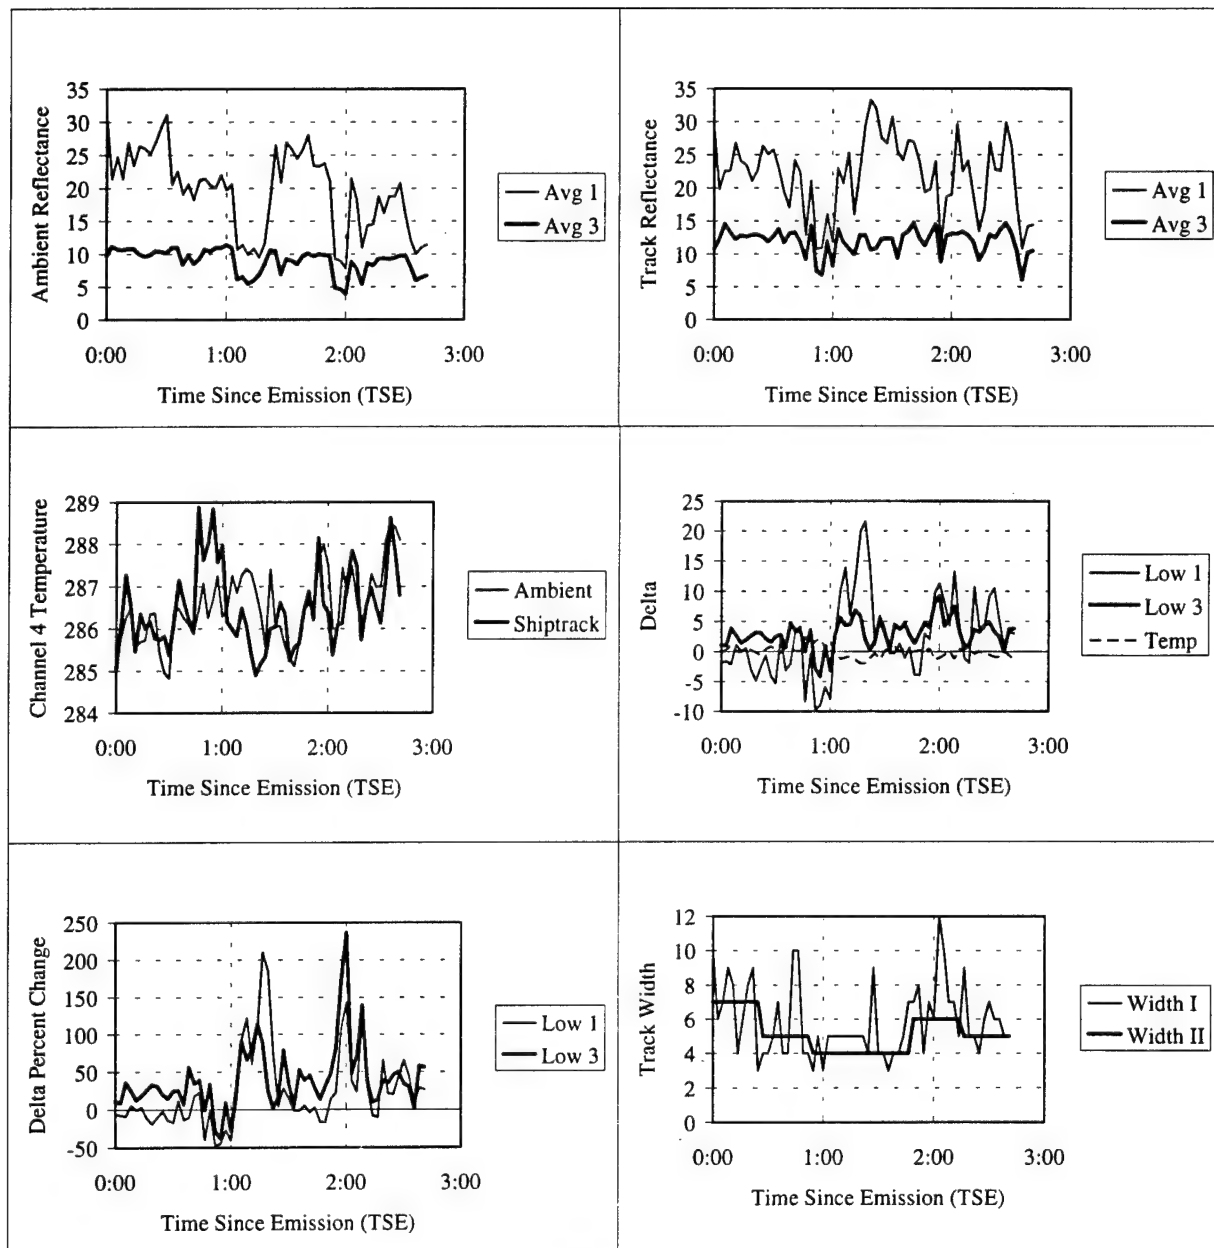 Ambient Reflectance
35
30
25
20
15
10
5
0
0:00 1:00 2:00 3:00
Time Since Emission (TSE)
Avg 1
Avg 3
Track Reflectance
35
30
25
20
15
10
5
0
0:00 1:00 2:00 3:00
Time Since Emission (TSE)
Avg 1
Avg 3
Channel 4 Temperature
289
288
287
286
285
284
0:00 1:00 2:00 3:00
Time Since Emission (TSE)
Ambient
Shiptrack
Delta
25
20
15
10
5
0
-5
-10
0:00 1:00 2:00 3:00
Time Since Emission (TSE)
Low 1
Low 3
Temp
Delta Percent Change
250
200
150
100
50
0
-50
0:00 1:00 2:00 3:00
Time Since Emission (TSE)
Low 1
Low 3
Track Width
12
10
8
6
4
2
0
0:00 1:00 2:00 3:00
Time Since Emission (TSE)
Width I
Width II